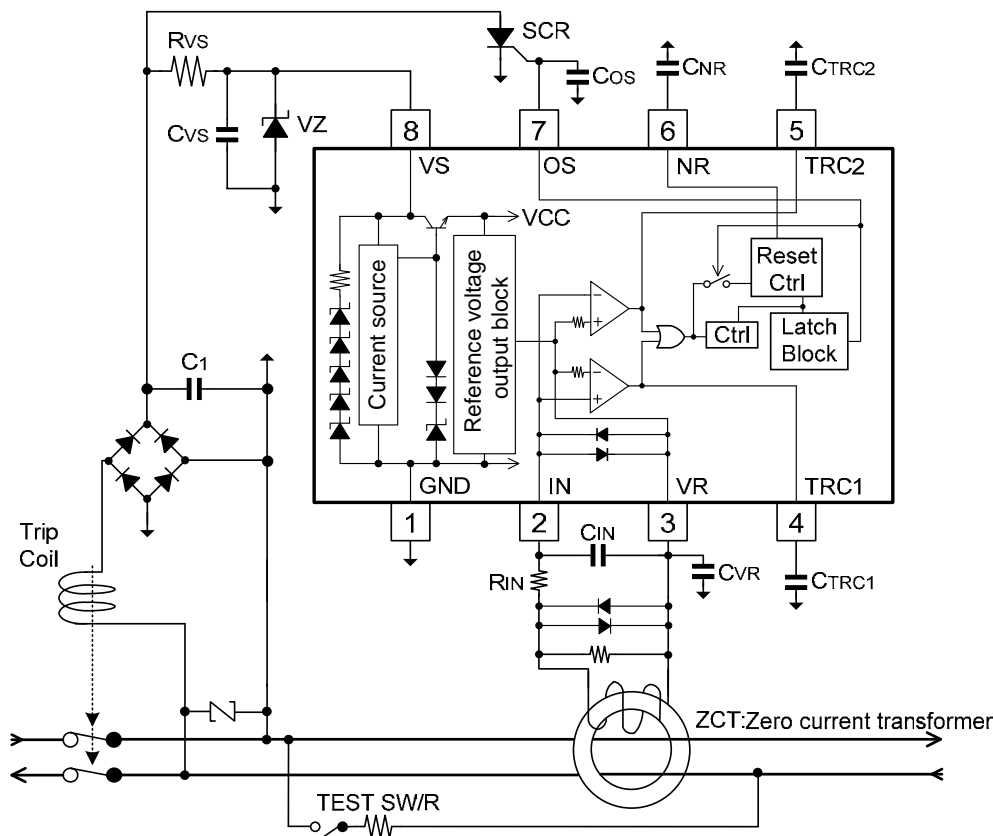 SCR
RVS
COS
CNR
CTRC2
CVS
VZ
8
7
6
5
VS
OS
NR
TRC2
VCC
Current source
Reference voltage
output block
Reset
Ctrl
Ctrl
Latch
Block
C1
GND
IN
VR
TRC1
1
2
3
4
Trip
Coil
CIN
RIN
CVR
CTRC1
ZCT:Zero current transformer
TEST SW/R